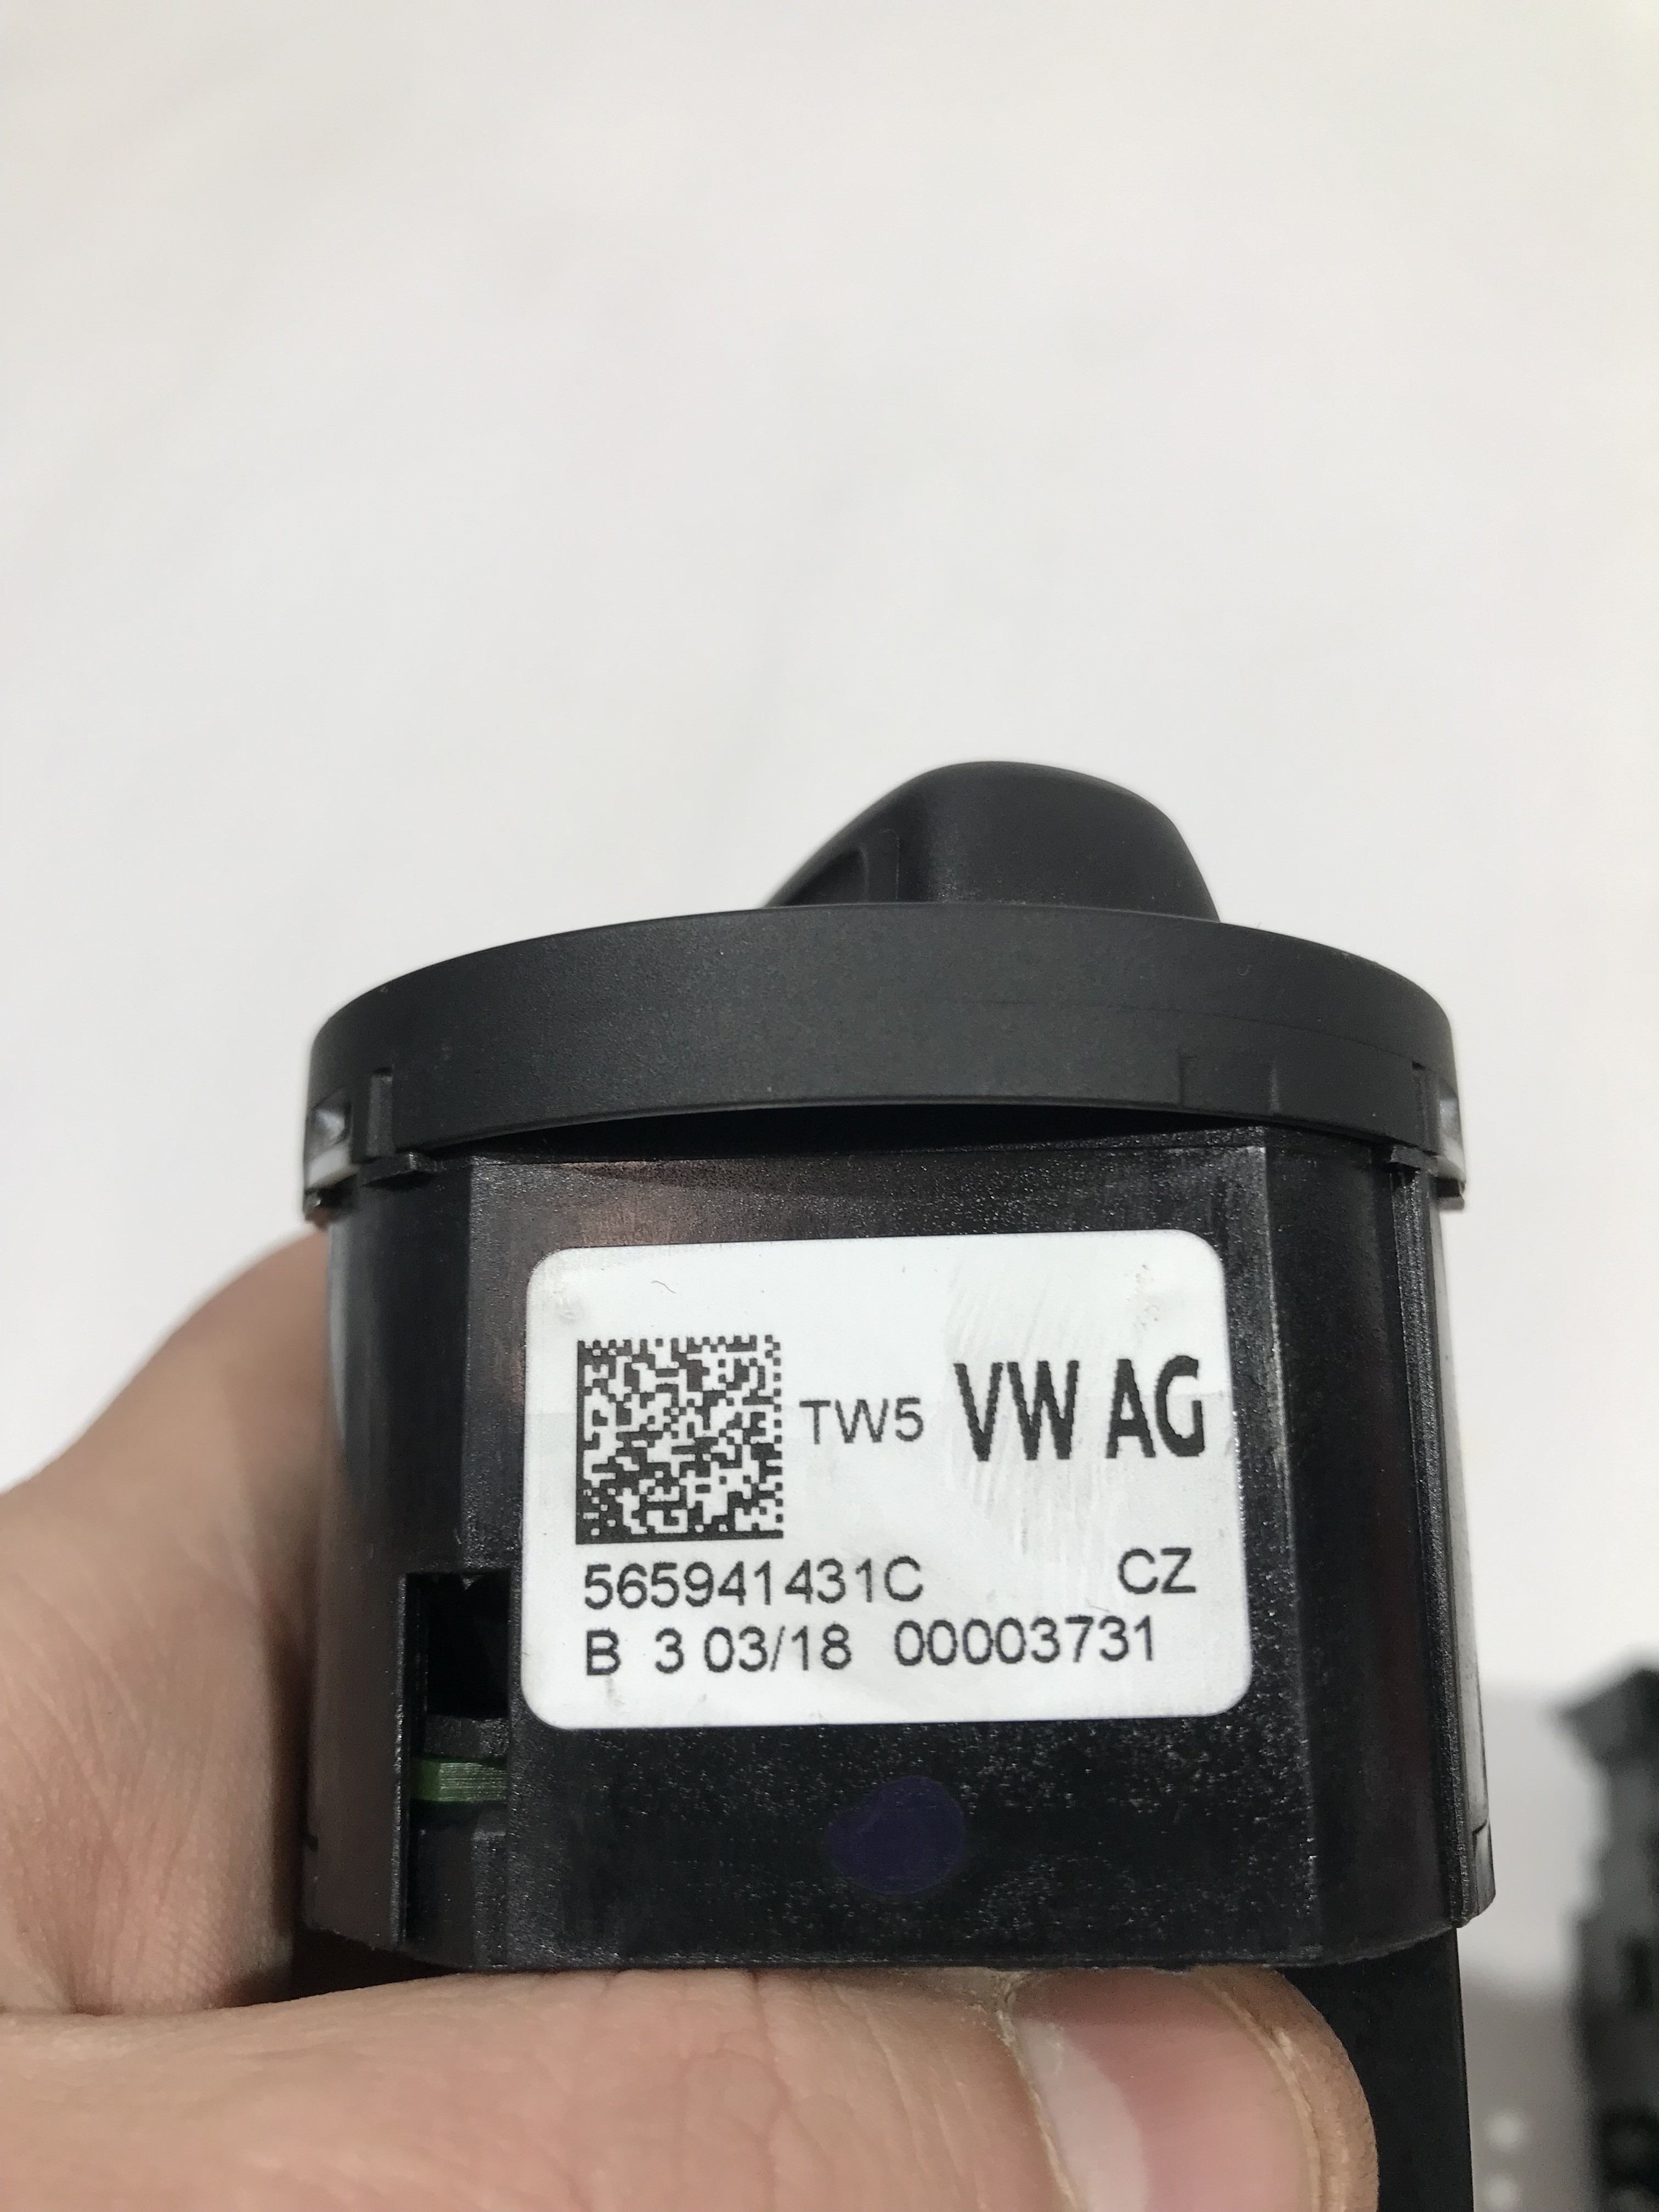 TW5 VW AG
565941431C CZ
B 3 03/18 00003731